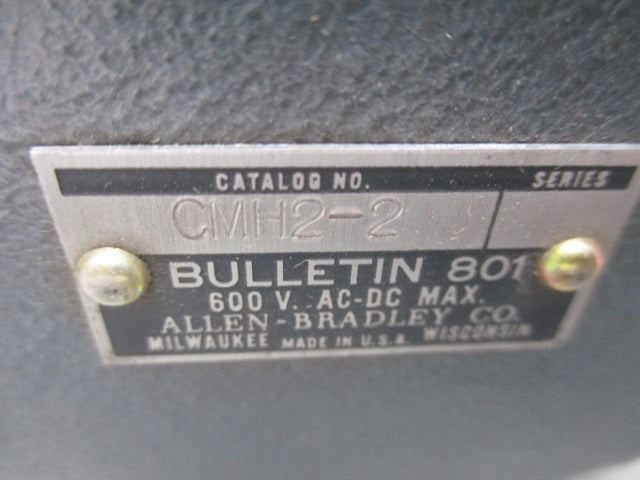 CATALOG NO. SERIES
CMH2-2
BULLETIN 801
600 V. AC-DC MAX.
ALLEN-BRADLEY CO.
MILWAUKEE MADE IN U.S.A. WISCONSIN